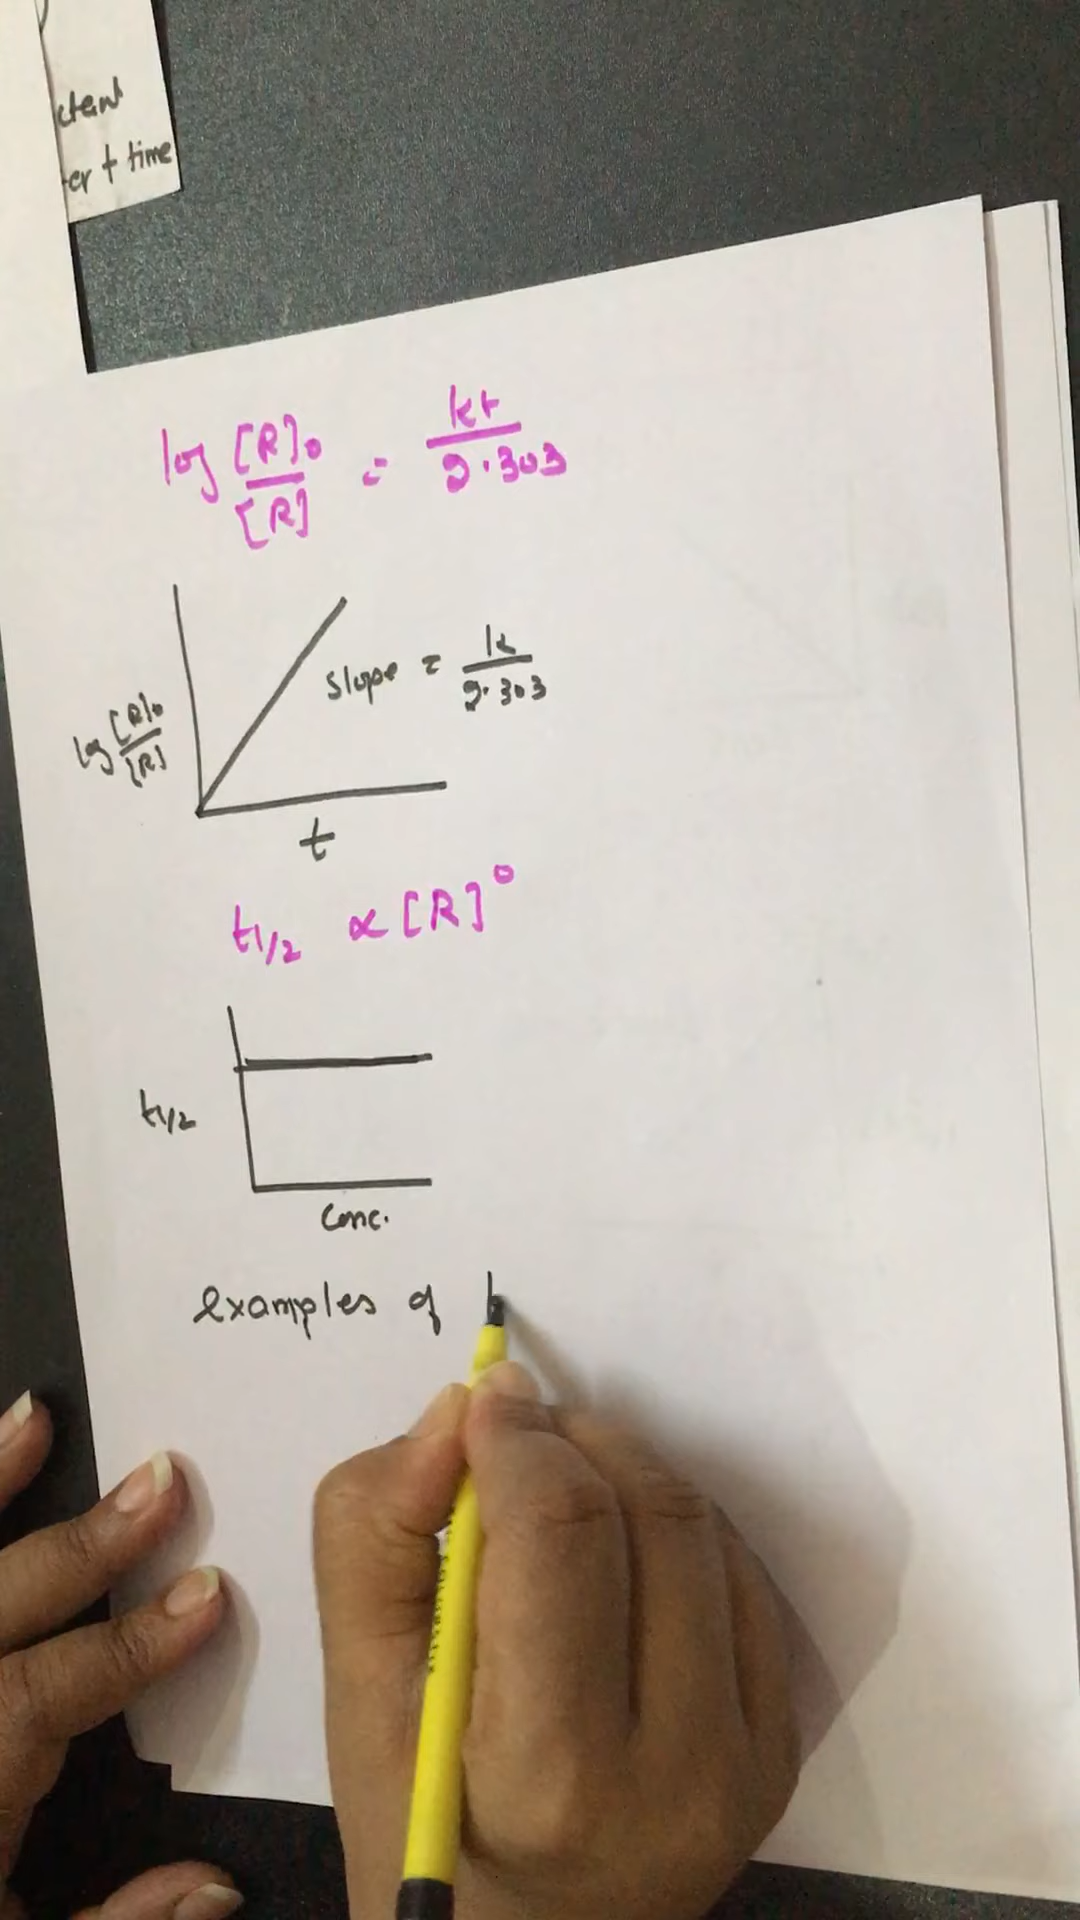 er t time
log [R]₀ / [R] = kt / 2.303
slope = k / 2.303
log [R]₀ / [R]
t
t1/2 ∝ [R]⁰
t1/2
Conc.
examples of